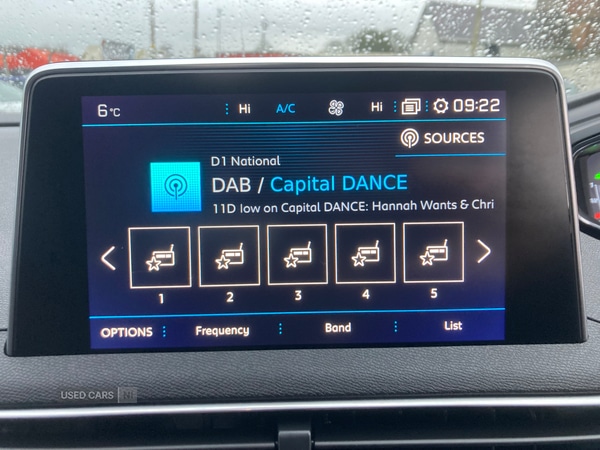 6°C Hi A/C Hi 09:22
SOURCES
D1 National
DAB / Capital DANCE
11D low on Capital DANCE: Hannah Wants & Chri
1 2 3 4 5
OPTIONS Frequency Band List
USED CARS NI